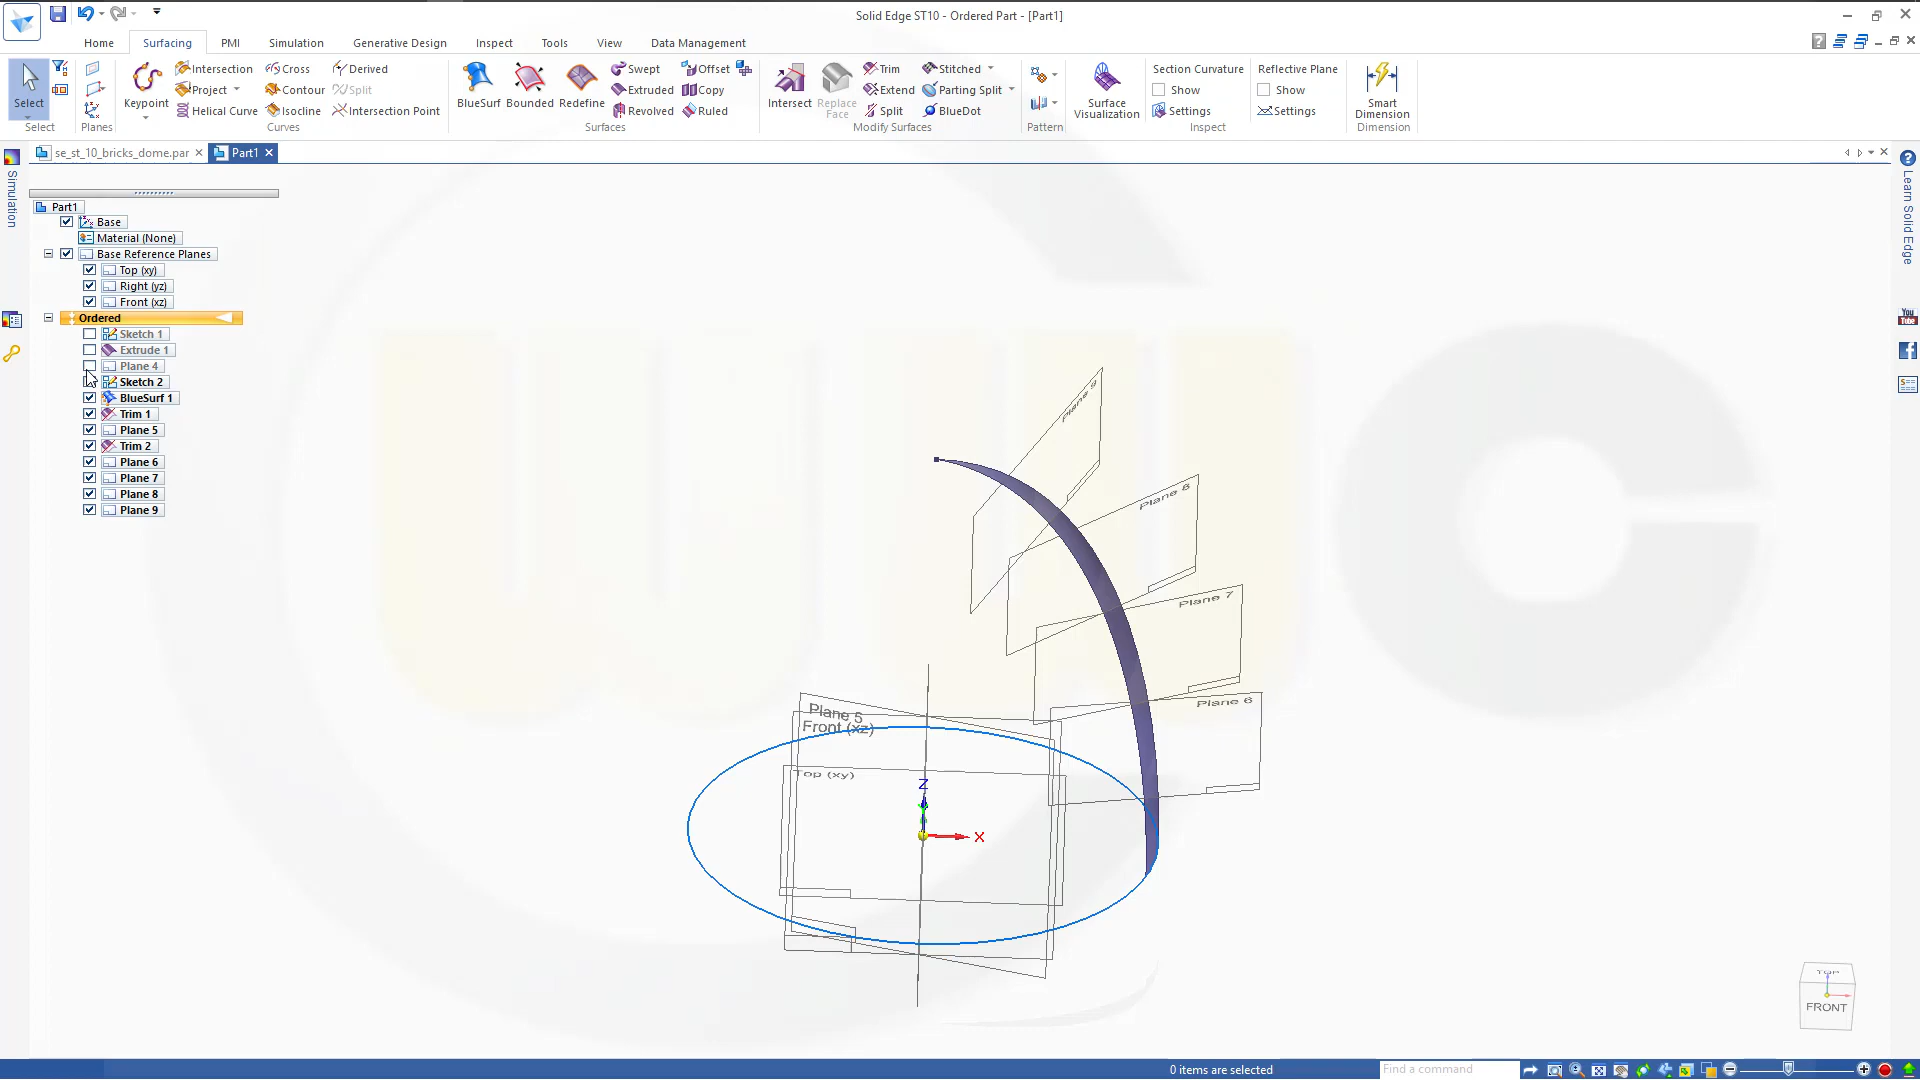 Solid Edge ST10 - Ordered Part - [Part1]
Home Surfacing PMI Simulation Generative Design Inspect Tools View Data Management
Select
Select
Planes
Keypoint
Intersection
Project
Helical Curve
Cross
Contour
Isocline
Derived
Split
Intersection Point
Curves
BlueSurf
Bounded
Redefine
Swept
Extruded
Revolved
Offset
Copy
Ruled
Surfaces
Intersect
Replace
Face
Trim
Extend
Split
Stitched
Parting Split
BlueDot
Modify Surfaces
Pattern
Surface
Visualization
Section Curvature
Show
Settings
Inspect
Reflective Plane
Show
Settings
Smart
Dimension
Dimension
se_st_10_bricks_dome.par
Part1
Simulation
Learn Solid Edge
You
Tube
Part1
Base
Material (None)
Base Reference Planes
Top (xy)
Right (yz)
Front (xz)
Ordered
Sketch 1
Extrude 1
Plane 4
Sketch 2
BlueSurf 1
Trim 1
Plane 5
Trim 2
Plane 6
Plane 7
Plane 8
Plane 9
Plane 9
Plane 8
Plane 7
Plane 6
Plane 5
Front (xz)
Top (xy)
Z
X
TOP
FRONT
0 items are selected
Find a command